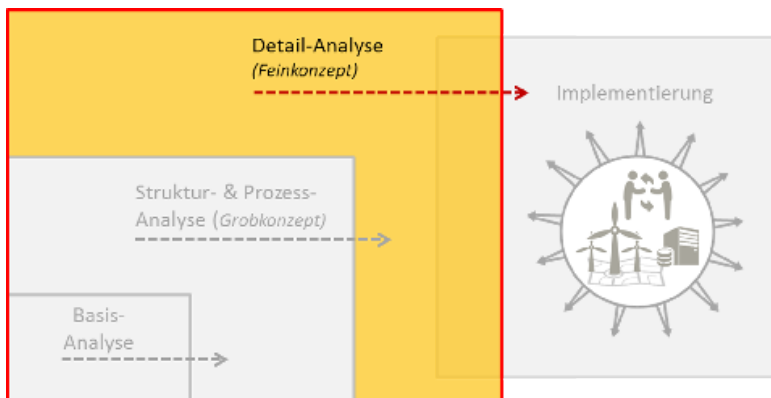 Detail-Analyse
(Feinkonzept)
Implementierung
Struktur- & Prozess-
Analyse (Grobkonzept)
Basis-
Analyse